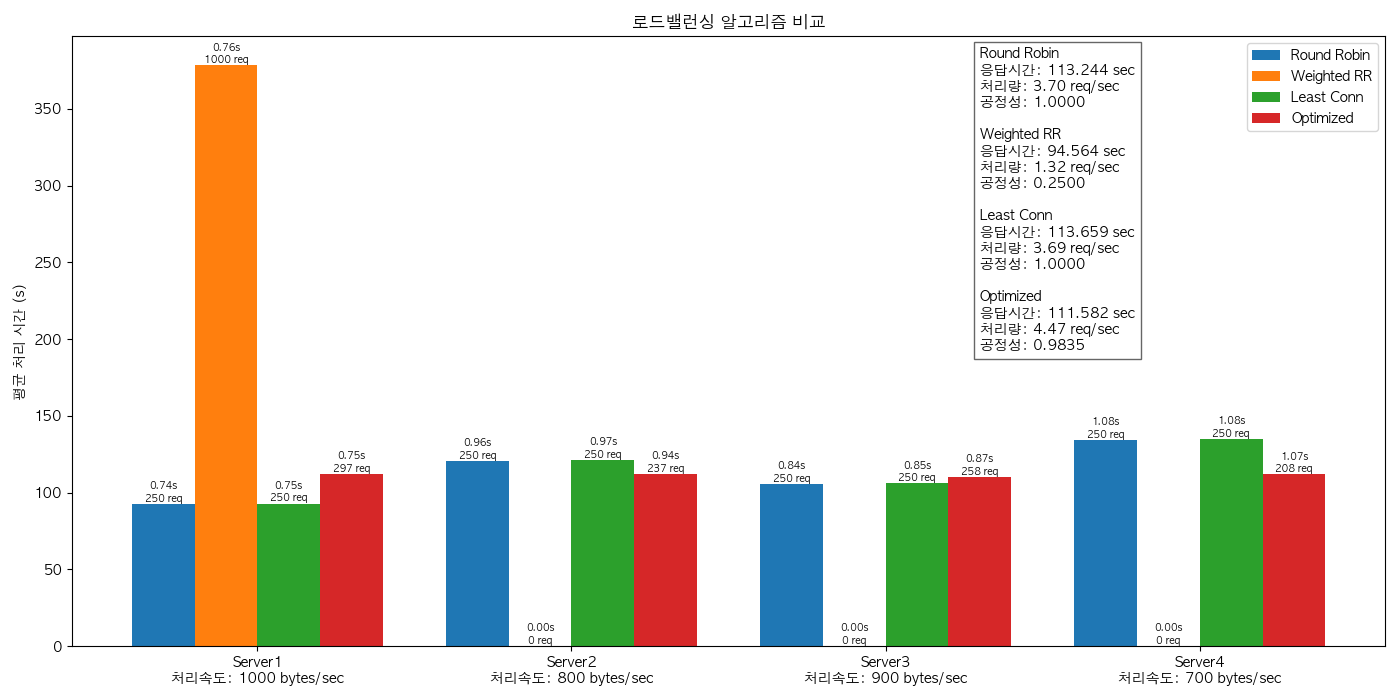 로드밸런싱 알고리즘 비교
평균 처리 시간 (s)
350
300
250
200
150
100
50
0
Round Robin
응답시간: 113.244 sec
처리량: 3.70 req/sec
공정성: 1.0000
Weighted RR
응답시간: 94.564 sec
처리량: 1.32 req/sec
공정성: 0.2500
Least Conn
응답시간: 113.659 sec
처리량: 3.69 req/sec
공정성: 1.0000
Optimized
응답시간: 111.582 sec
처리량: 4.47 req/sec
공정성: 0.9835
Round Robin
Weighted RR
Least Conn
Optimized
0.74s
250 req
0.76s
1000 req
0.75s
250 req
0.75s
297 req
0.96s
250 req
0.00s
0 req
0.97s
250 req
0.94s
237 req
0.84s
250 req
0.00s
0 req
0.85s
250 req
0.87s
258 req
1.08s
250 req
0.00s
0 req
1.08s
250 req
1.07s
208 req
Server1
처리속도: 1000 bytes/sec
Server2
처리속도: 800 bytes/sec
Server3
처리속도: 900 bytes/sec
Server4
처리속도: 700 bytes/sec